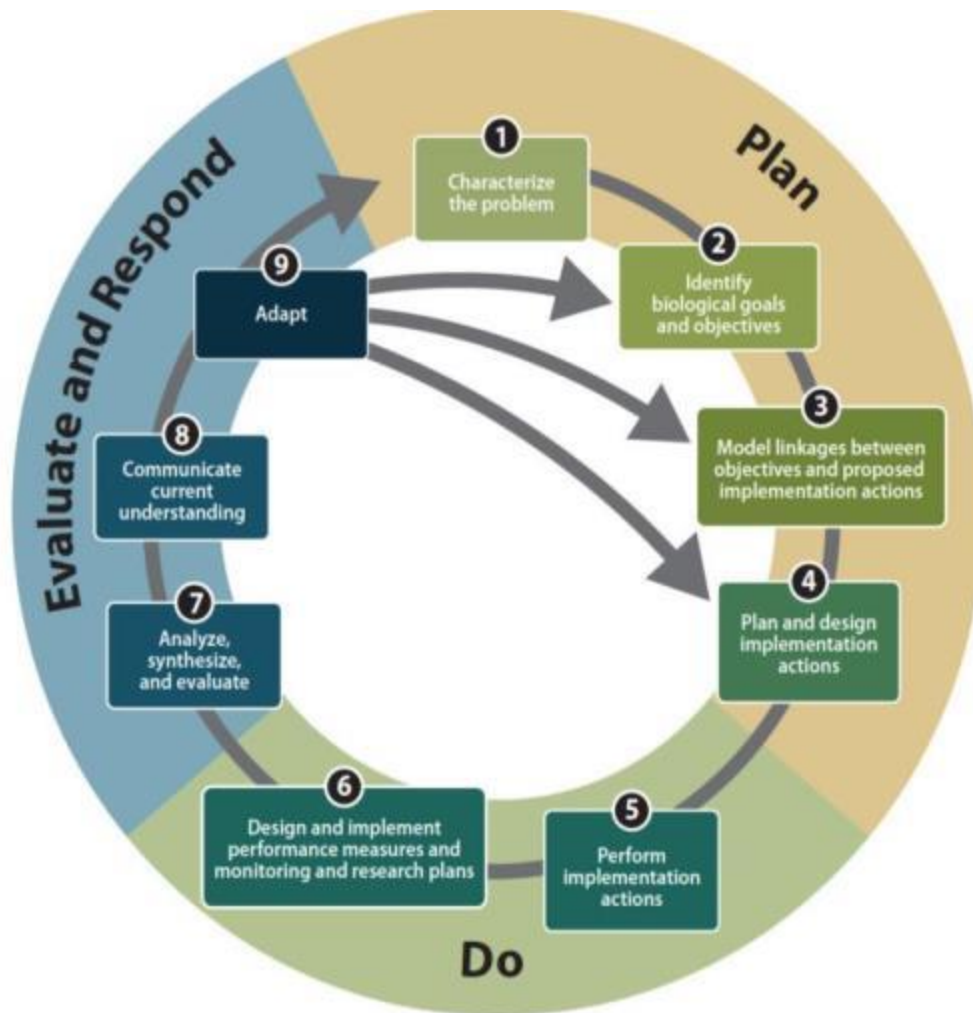 Plan
1
Characterize
the problem
2
Identify
biological goals
and objectives
3
Model linkages between
objectives and proposed
implementation actions
4
Plan and design
implementation
actions
Do
5
Perform
implementation
actions
6
Design and implement
performance measures and
monitoring and research plans
Evaluate and Respond
7
Analyze,
synthesize,
and evaluate
8
Communicate
current
understanding
9
Adapt